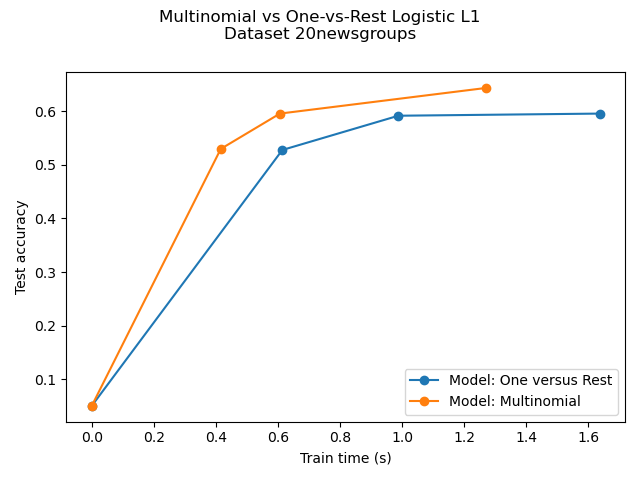 Multinomial vs One-vs-Rest Logistic L1
Dataset 20newsgroups
0.6
0.5
0.4
0.3
0.2
0.1
Test accuracy
Model: One versus Rest
Model: Multinomial
0.0 0.2 0.4 0.6 0.8 1.0 1.2 1.4 1.6
Train time (s)